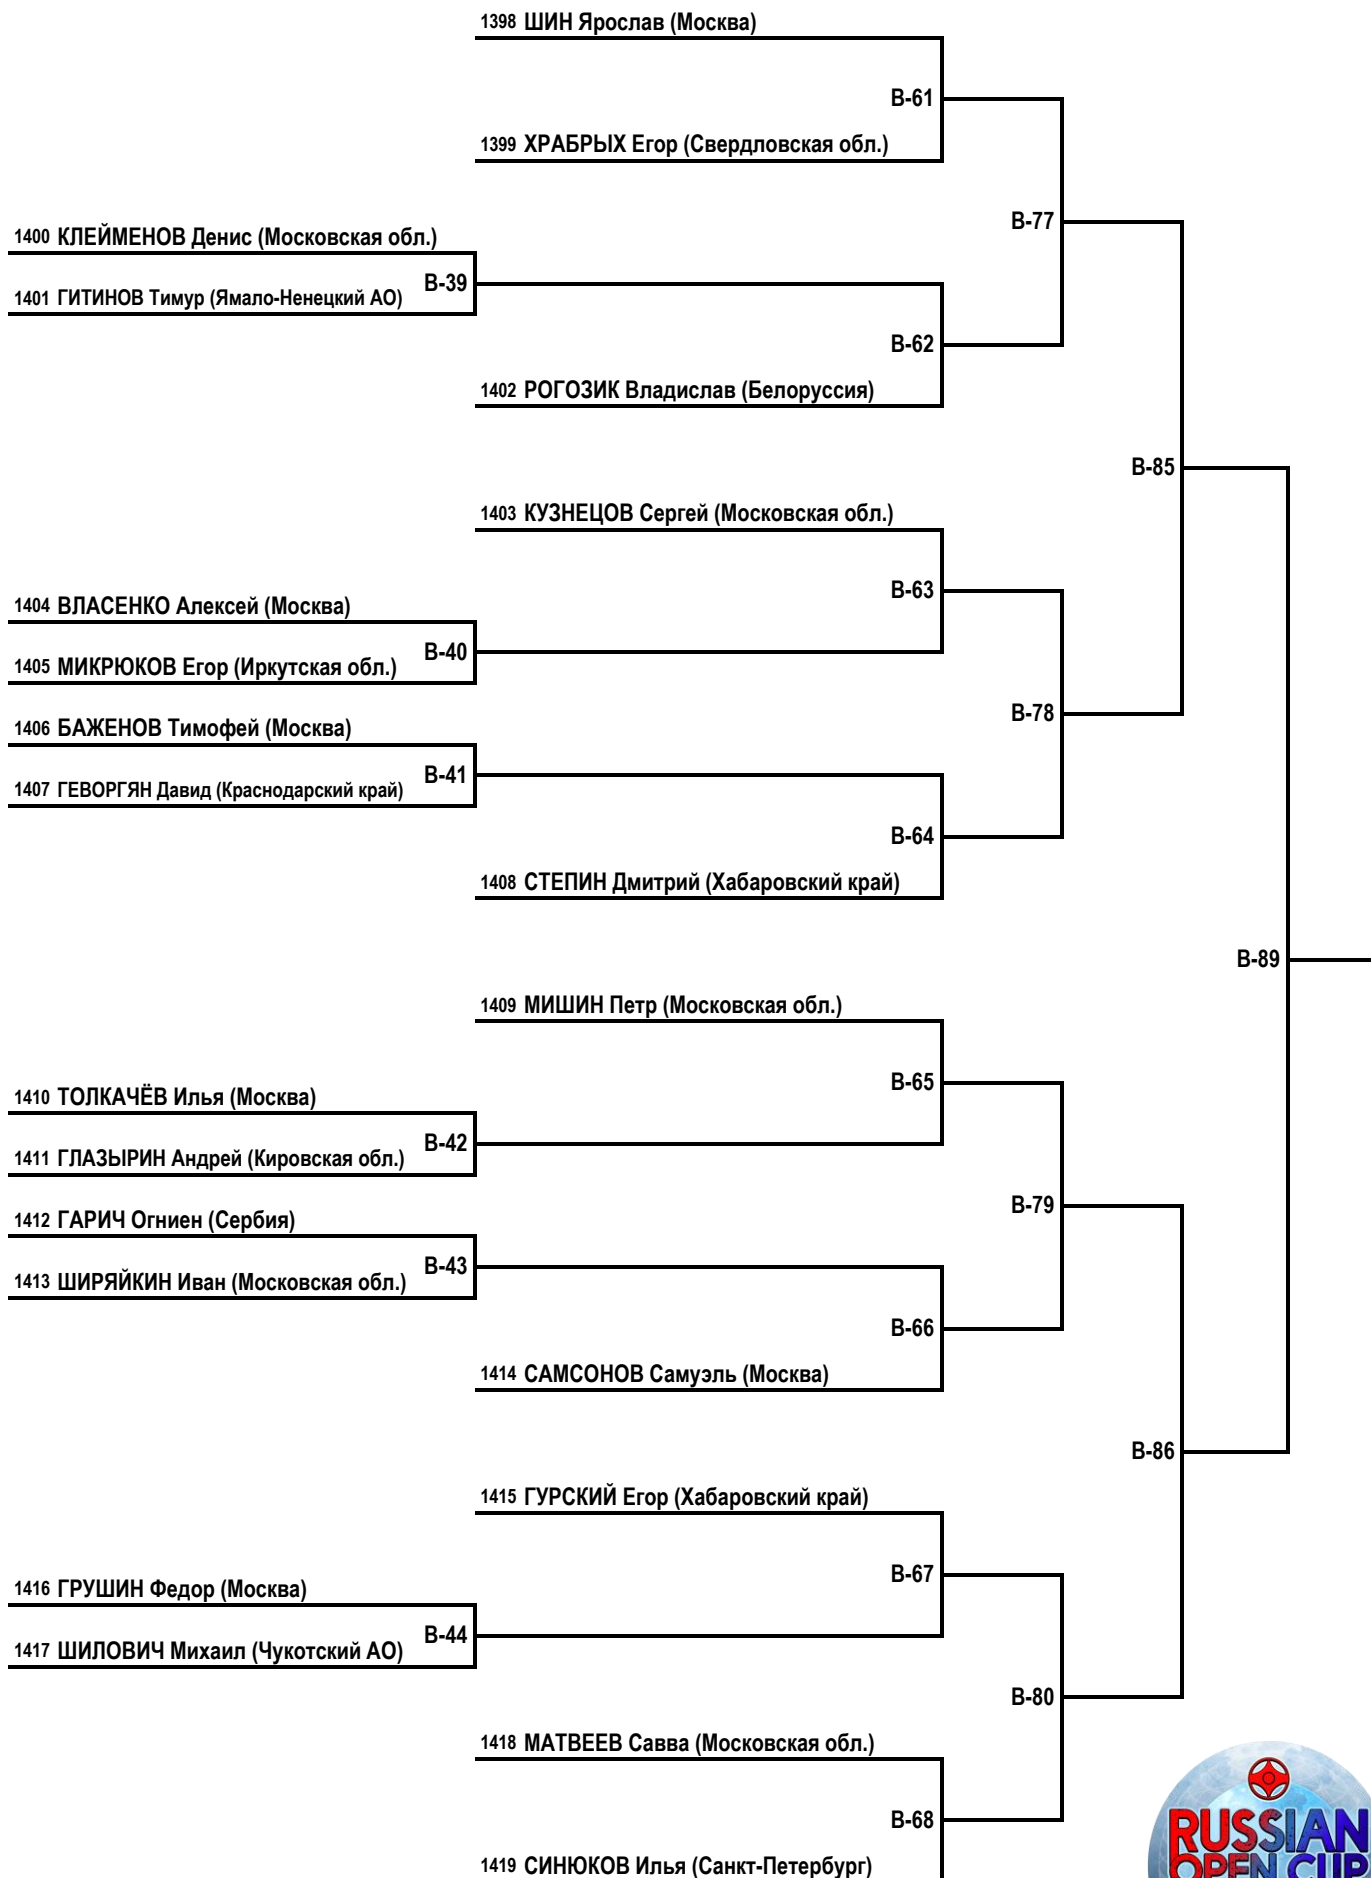 1398 ШИН Ярослав (Москва)
B-61
1399 ХРАБРЫХ Егор (Свердловская обл.)
B-77
1400 КЛЕЙМЕНОВ Денис (Московская обл.)
B-39
1401 ГИТИНОВ Тимур (Ямало-Ненецкий АО)
B-62
1402 РОГОЗИК Владислав (Белоруссия)
B-85
1403 КУЗНЕЦОВ Сергей (Московская обл.)
B-63
1404 ВЛАСЕНКО Алексей (Москва)
B-40
1405 МИКРЮКОВ Егор (Иркутская обл.)
B-78
1406 БАЖЕНОВ Тимофей (Москва)
B-41
1407 ГЕВОРГЯН Давид (Краснодарский край)
B-64
1408 СТЕПИН Дмитрий (Хабаровский край)
B-89
1409 МИШИН Петр (Московская обл.)
B-65
1410 ТОЛКАЧЁВ Илья (Москва)
B-42
1411 ГЛАЗЫРИН Андрей (Кировская обл.)
B-79
1412 ГАРИЧ Огниен (Сербия)
B-43
1413 ШИРЯЙКИН Иван (Московская обл.)
B-66
1414 САМСОНОВ Самуэль (Москва)
B-86
1415 ГУРСКИЙ Егор (Хабаровский край)
B-67
1416 ГРУШИН Федор (Москва)
B-44
1417 ШИЛОВИЧ Михаил (Чукотский АО)
B-80
1418 МАТВЕЕВ Савва (Московская обл.)
B-68
1419 СИНЮКОВ Илья (Санкт-Петербург)
RUSSIAN
OPEN CUP